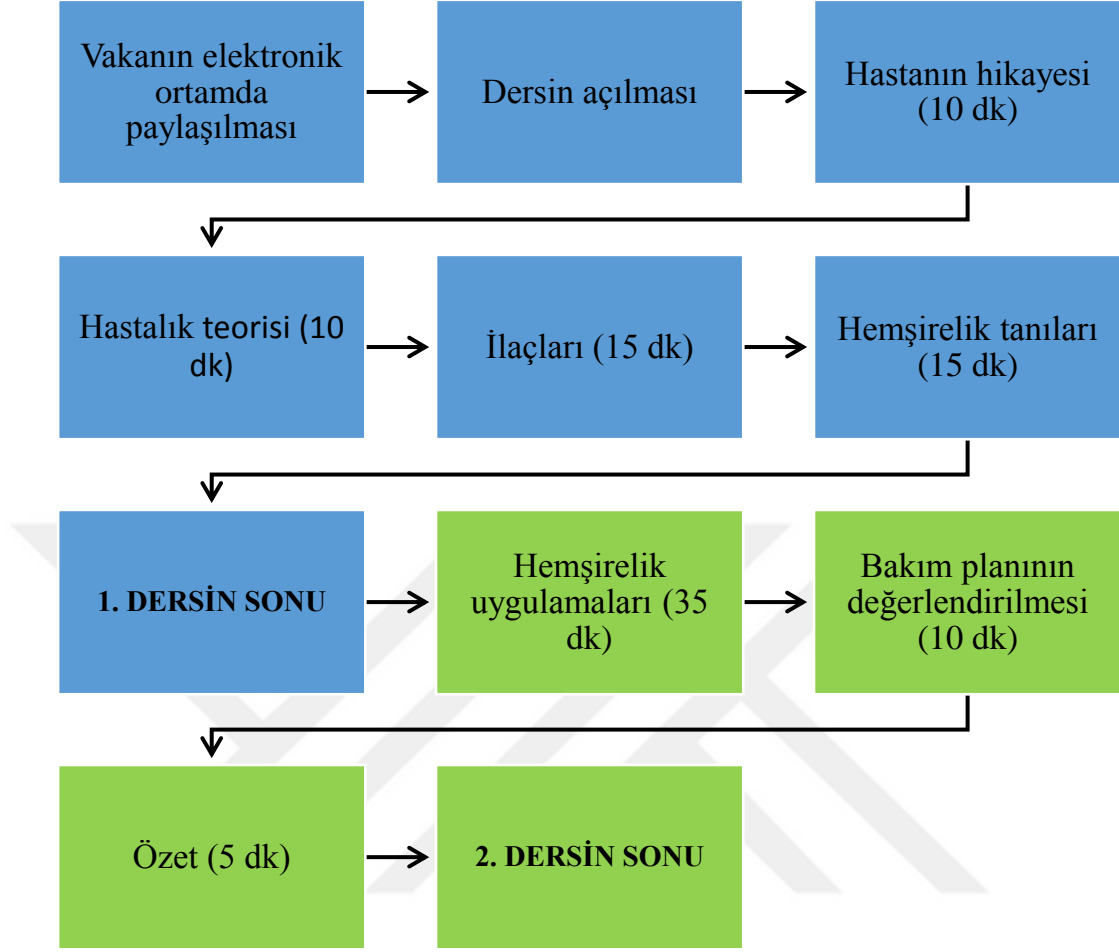 Vakanın elektronik
ortamda
paylaşılması
Dersin açılması
Hastanın hikayesi
(10 dk)
Hastalık teorisi (10
dk)
İlaçları (15 dk)
Hemşirelik tanıları
(15 dk)
1. DERSİN SONU
Hemşirelik
uygulamaları (35
dk)
Bakım planının
değerlendirilmesi
(10 dk)
Özet (5 dk)
2. DERSİN SONU